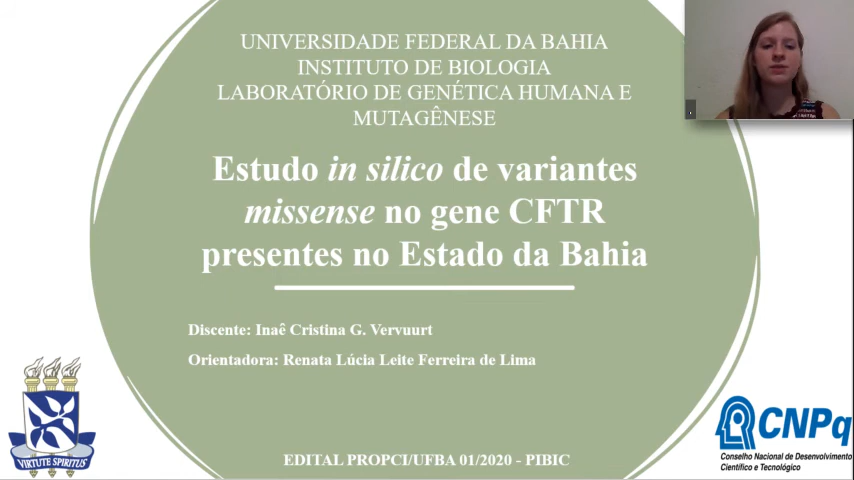 UNIVERSIDADE FEDERAL DA BAHIA
INSTITUTO DE BIOLOGIA
LABORATÓRIO DE GENÉTICA HUMANA E
MUTAGÊNESE
Estudo in silico de variantes
missense no gene CFTR
presentes no Estado da Bahia
Discente: Inaê Cristina G. Vervuurt
Orientadora: Renata Lúcia Leite Ferreira de Lima
VIRTUTE SPIRITUS
CNPq
Conselho Nacional de Desenvolvimento
Científico e Tecnológico
EDITAL PROPCI/UFBA 01/2020 - PIBIC